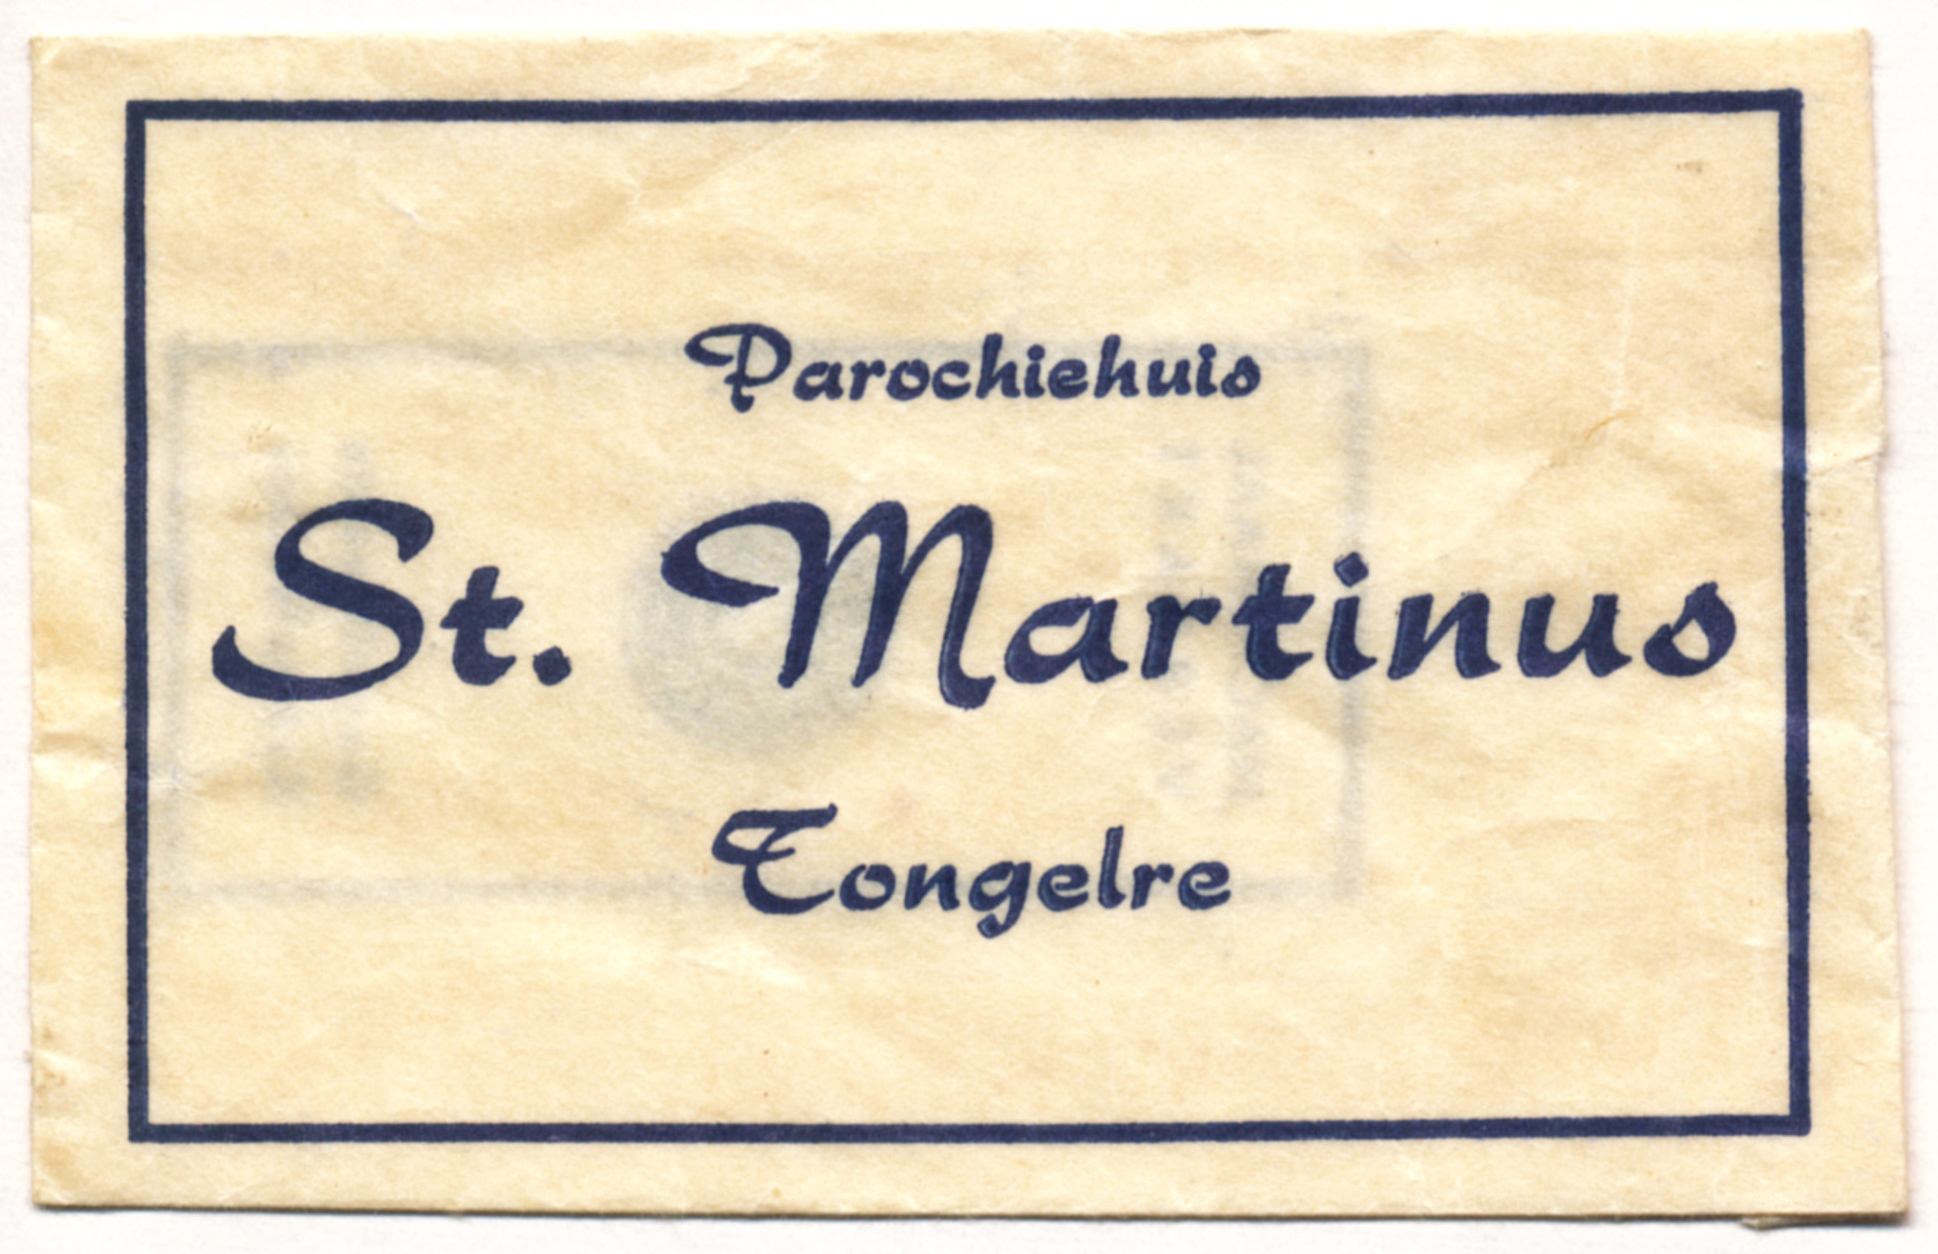 Parochiehuis
St. Martinus
Tongelre